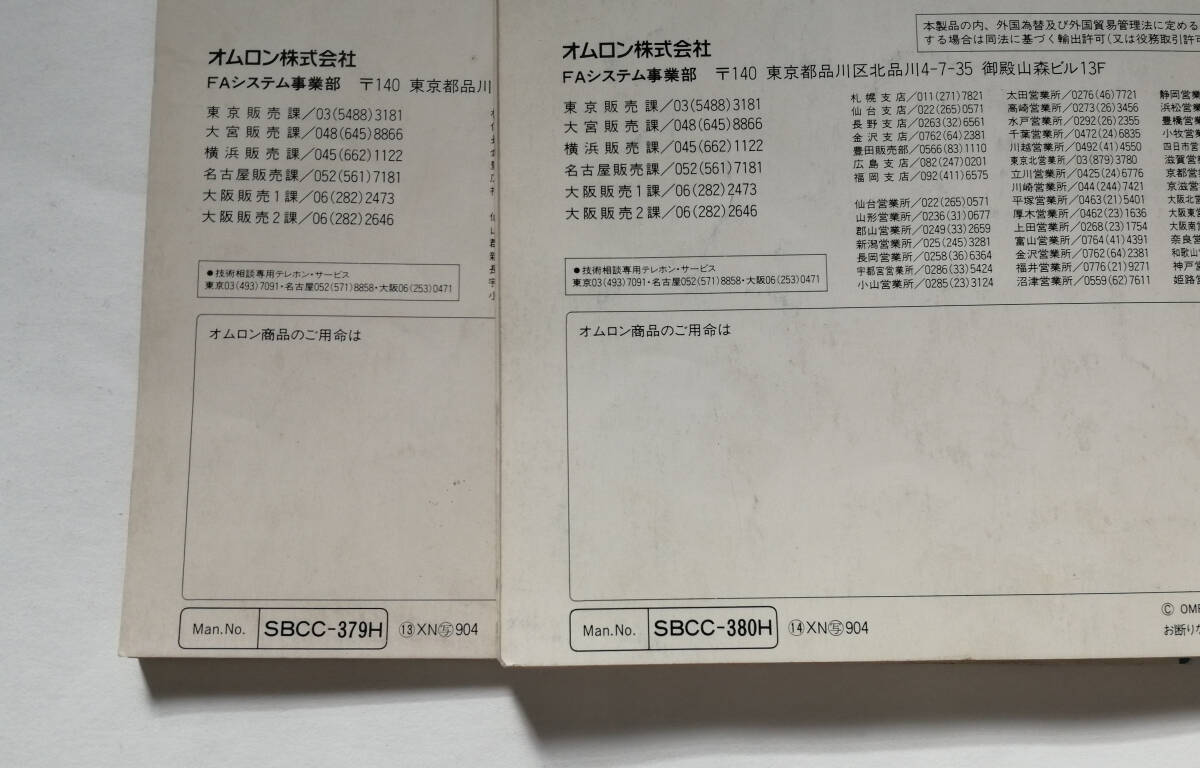 オムロン株式会社
FAシステム事業部 〒140 東京都品川
東京販売課/03(5488)3181
大宮販売課/048(645)8866
横浜販売課/045(662)1122
名古屋販売課/052(561)7181
大阪販売1課/06(282)2473
大阪販売2課/06(282)2646
●技術相談専用テレホン・サービス
東京03(493)7091・名古屋052(571)8858・大阪06(253)0471
オムロン商品のご用命は
Man.No. SBCC-379H ⑬XN㊢904
本製品の内、外国為替及び外国貿易管理法に定める
する場合は同法に基づく輸出許可(又は役務取引許可
オムロン株式会社
FAシステム事業部 〒140 東京都品川区北品川4-7-35 御殿山森ビル13F
東京販売課/03(5488)3181
大宮販売課/048(645)8866
横浜販売課/045(662)1122
名古屋販売課/052(561)7181
大阪販売1課/06(282)2473
大阪販売2課/06(282)2646
札幌支店/011(271)7821
仙台支店/022(265)0571
長野支店/0263(32)6561
金沢支店/0762(64)2381
豊田販売部/0566(83)1110
広島支店/082(247)0201
福岡支店/092(411)6575
仙台営業所/022(265)0571
山形営業所/0236(31)0677
郡山営業所/0249(33)2659
新潟営業所/025(245)3281
長岡営業所/0258(36)6364
宇都宮営業所/0286(33)5424
小山営業所/0285(23)3124
太田営業所/0276(46)7721
高崎営業所/0273(26)3456
水戸営業所/0292(26)2355
千葉営業所/0472(24)6835
川越営業所/0492(41)4550
東京北営業所/03(879)3780
立川営業所/0425(24)6776
川崎営業所/044(244)7421
平塚営業所/0463(21)5401
厚木営業所/0462(23)1636
上田営業所/0268(23)1754
富山営業所/0764(41)4391
金沢営業所/0762(64)2381
福井営業所/0776(21)9271
沼津営業所/0559(62)7611
静岡営業
浜松営業
豊橋営業
小牧営業
四日市営
滋賀営業
京都営業
京滋営業
大阪北営
大阪東営
大阪南営
奈良営
和歌山
神戸営
姫路営
●技術相談専用テレホン・サービス
東京03(493)7091・名古屋052(571)8858・大阪06(253)0471
オムロン商品のご用命は
Man.No. SBCC-380H ⑭XN㊢904
© OM
お断りな